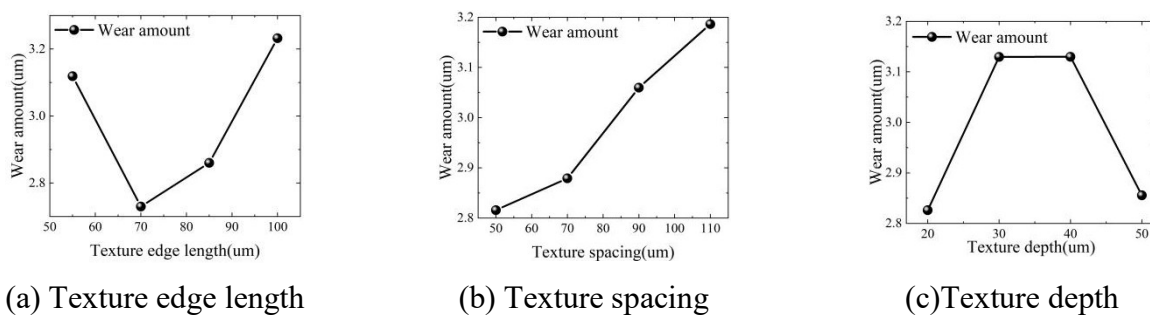 Wear amount
Wear amount(um)
3.2
3.0
2.8
50 60 70 80 90 100
Texture edge length(um)
(a) Texture edge length
Wear amount
Wear amount(um)
3.2
3.1
3.0
2.9
2.8
50 60 70 80 90 100 110
Texture spacing(um)
(b) Texture spacing
Wear amount
Wear amount(um)
3.2
3.1
3.0
2.9
2.8
20 30 40 50
Texture depth(um)
(c)Texture depth